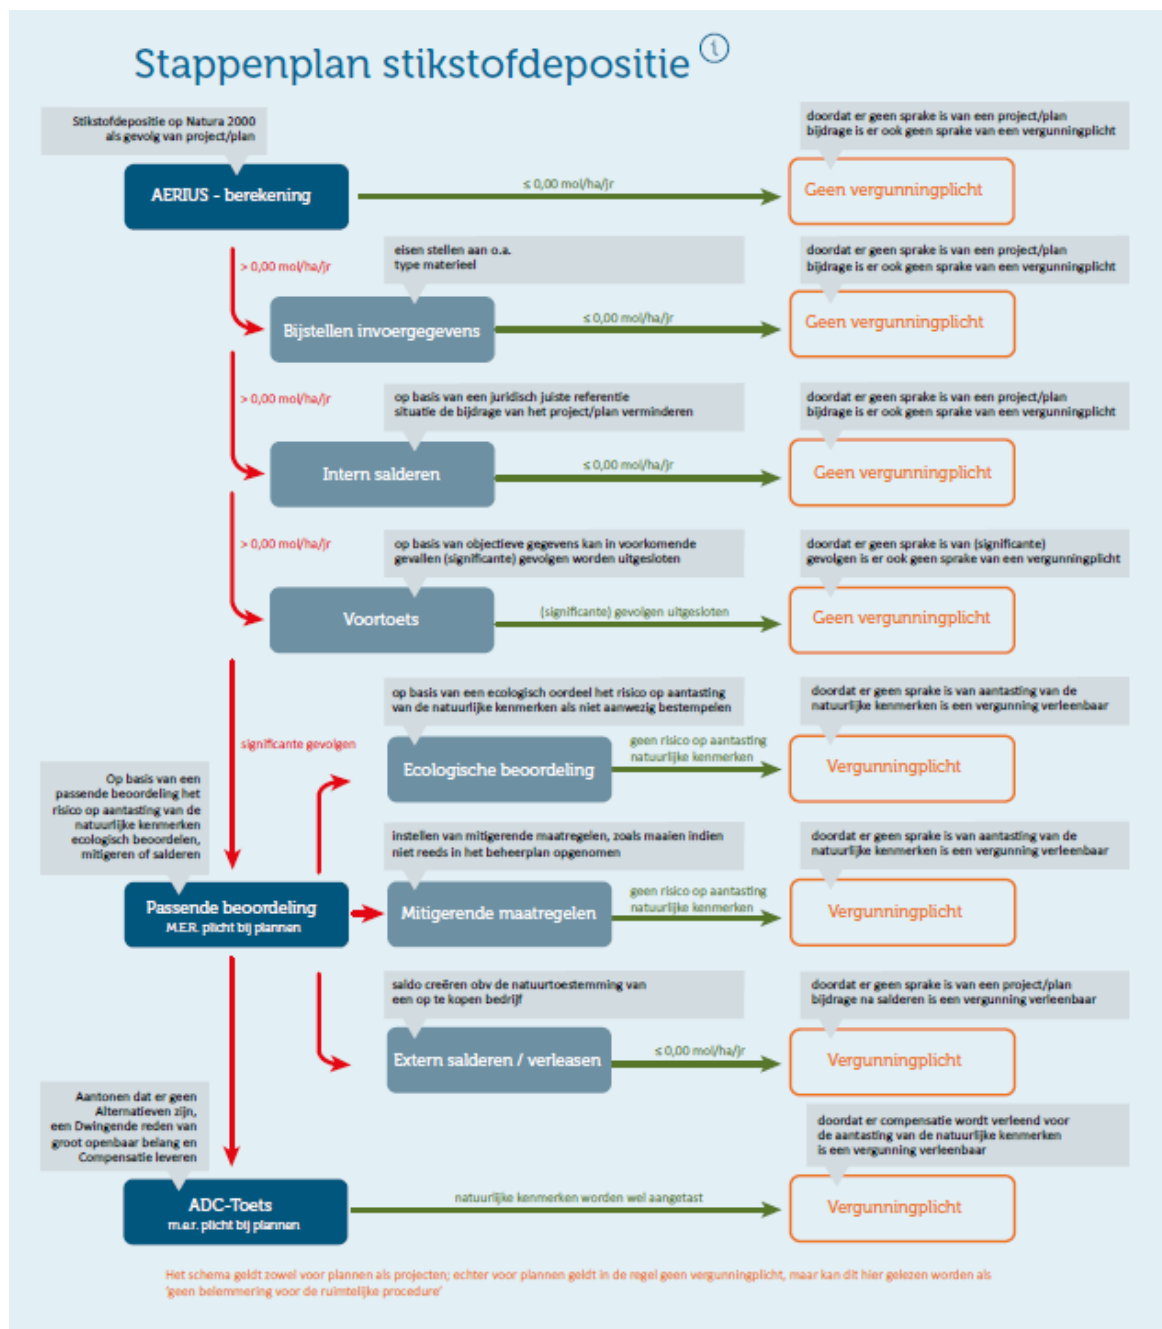 Stappenplan stikstofdepositie i
Stikstofdepositie op Natura 2000
als gevolg van project/plan
AERIUS - berekening
≤ 0,00 mol/ha/jr
doordat er geen sprake is van een project/plan
bijdrage is er ook geen sprake van een vergunningplicht
Geen vergunningplicht
> 0,00 mol/ha/jr
eisen stellen aan o.a.
type materieel
Bijstellen invoergegevens
≤ 0,00 mol/ha/jr
doordat er geen sprake is van een project/plan
bijdrage is er ook geen sprake van een vergunningplicht
Geen vergunningplicht
> 0,00 mol/ha/jr
op basis van een juridisch juiste referentie
situatie de bijdrage van het project/plan verminderen
Intern salderen
≤ 0,00 mol/ha/jr
doordat er geen sprake is van een project/plan
bijdrage is er ook geen sprake van een vergunningplicht
Geen vergunningplicht
> 0,00 mol/ha/jr
op basis van objectieve gegevens kan in voorkomende
gevallen (significante) gevolgen worden uitgesloten
Voortoets
(significante) gevolgen uitgesloten
doordat er geen sprake is van (significante)
gevolgen is er ook geen sprake van een vergunningplicht
Geen vergunningplicht
significante gevolgen
op basis van een ecologisch oordeel het risico op aantasting
van de natuurlijke kenmerken als niet aanwezig bestempelen
Ecologische beoordeling
geen risico op aantasting
natuurlijke kenmerken
doordat er geen sprake is van aantasting van de
natuurlijke kenmerken is een vergunning verleenbaar
Vergunningplicht
Op basis van een
passende beoordeling het
risico op aantasting van de
natuurlijke kenmerken
ecologisch beoordelen,
mitigeren of salderen
Passende beoordeling
M.E.R. plicht bij plannen
instellen van mitigerende maatregelen, zoals maaien indien
niet reeds in het beheerplan opgenomen
Mitigerende maatregelen
geen risico op aantasting
natuurlijke kenmerken
doordat er geen sprake is van aantasting van de
natuurlijke kenmerken is een vergunning verleenbaar
Vergunningplicht
saldo creëren obv de natuurtoestemming van
een op te kopen bedrijf
Extern salderen / verleasen
≤ 0,00 mol/ha/jr
doordat er geen sprake is van een project/plan
bijdrage na salderen is een vergunning verleenbaar
Vergunningplicht
Aantonen dat er geen
Alternatieven zijn,
een Dwingende reden van
groot openbaar belang en
Compensatie leveren
ADC-Toets
m.e.r. plicht bij plannen
natuurlijke kenmerken worden wel aangetast
doordat er compensatie wordt verleend voor
de aantasting van de natuurlijke kenmerken
is een vergunning verleenbaar
Vergunningplicht
Het schema geldt zowel voor plannen als projecten; echter voor plannen geldt in de regel geen vergunningplicht, maar kan dit hier gelezen worden als
'geen belemmering voor de ruimtelijke procedure'